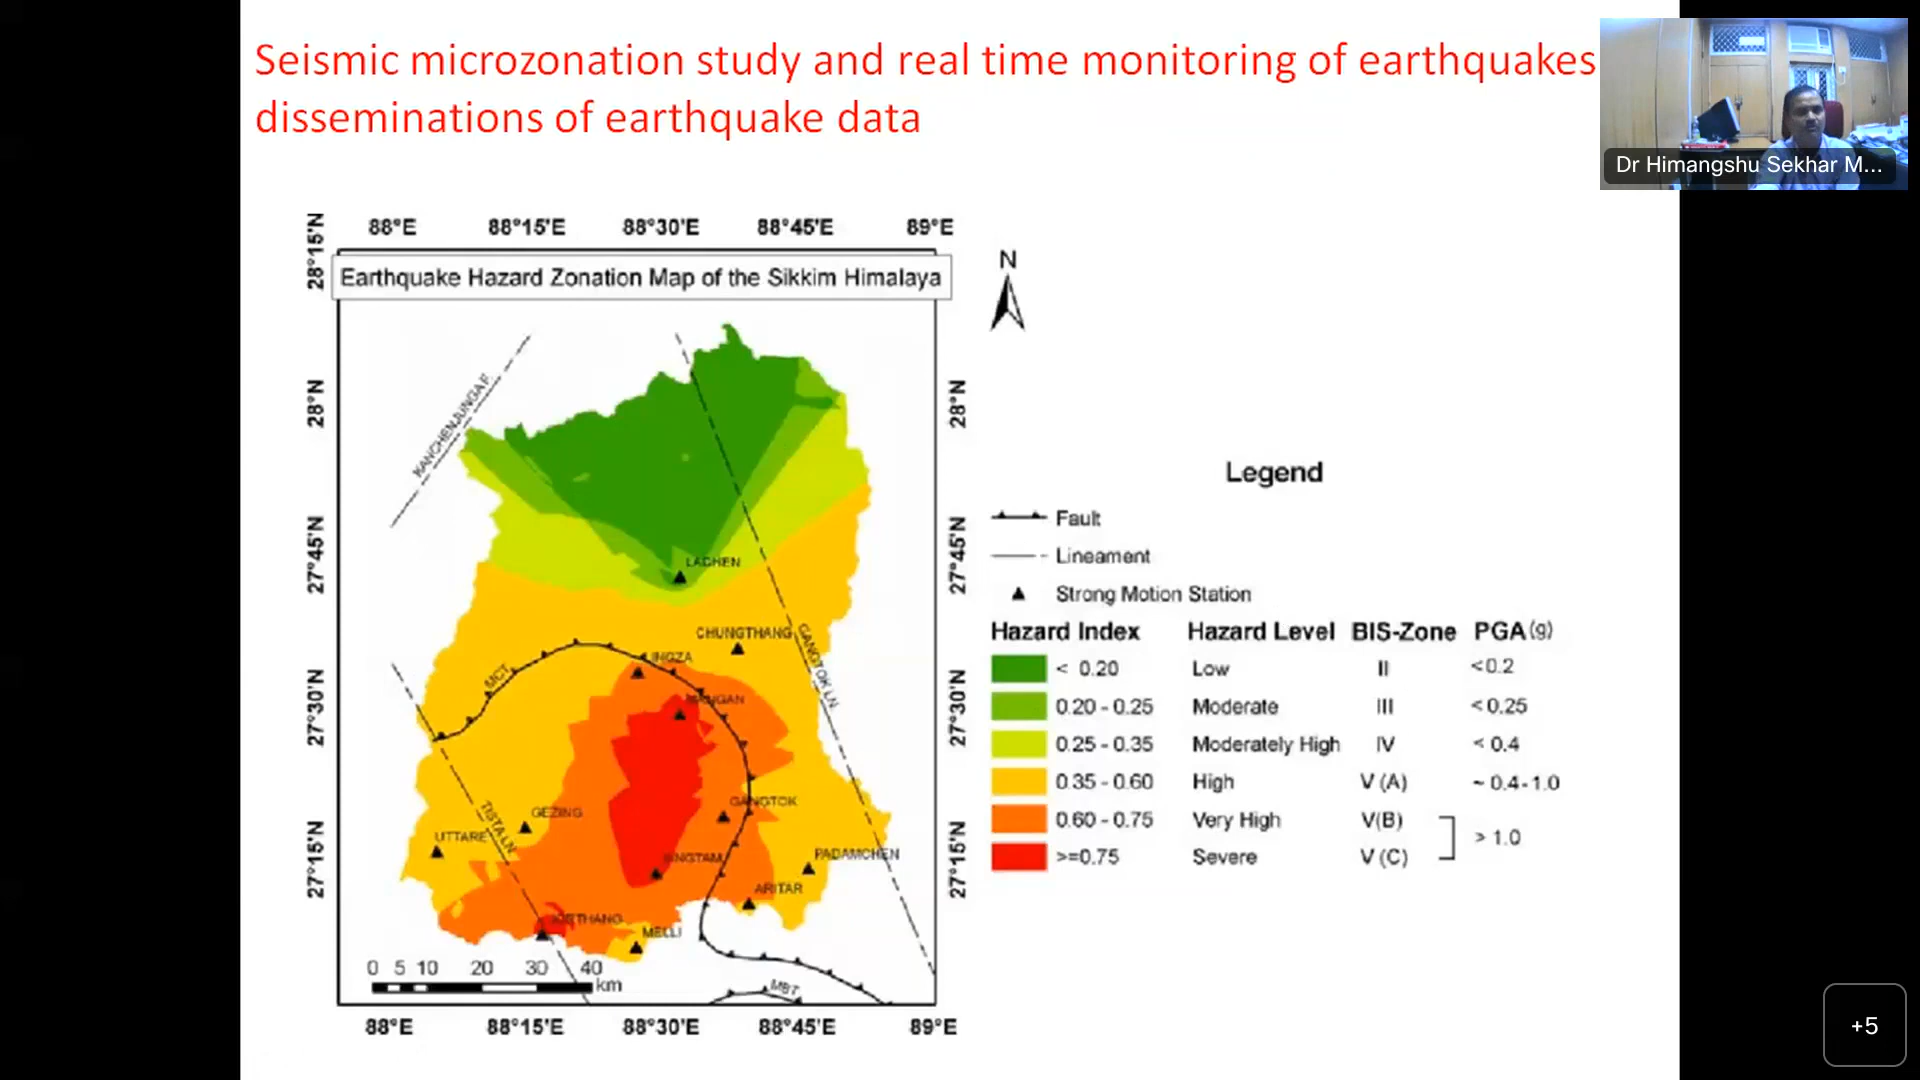 Seismic microzonation study and real time monitoring of earthquakes
disseminations of earthquake data
Dr Himangshu Sekhar M...
88°E 88°15'E 88°30'E 88°45'E 89°E
28°15'N
Earthquake Hazard Zonation Map of the Sikkim Himalaya
N
KANCHENJUNGA F.
28°N 28°N
Legend
Fault
27°45'N 27°45'N
Lineament
LACHEN
Strong Motion Station
Hazard Index Hazard Level BIS-Zone PGA(g)
< 0.20 Low II <0.2
0.20 - 0.25 Moderate III <0.25
0.25 - 0.35 Moderately High IV < 0.4
0.35 - 0.60 High V (A) ~ 0.4-1.0
0.60 - 0.75 Very High V(B)
> 1.0
>=0.75 Severe V (C)
CHUNGTHANG
GANGTOK LN
MCT
27°30'N 27°30'N
GANGTOK
GEZING
TISTA LN
UTTARE
27°15'N 27°15'N
PADAMCHEN
ARITAR
MELLI
0 5 10 20 30 40
km
MBT
88°E 88°15'E 88°30'E 88°45'E 89°E
+5